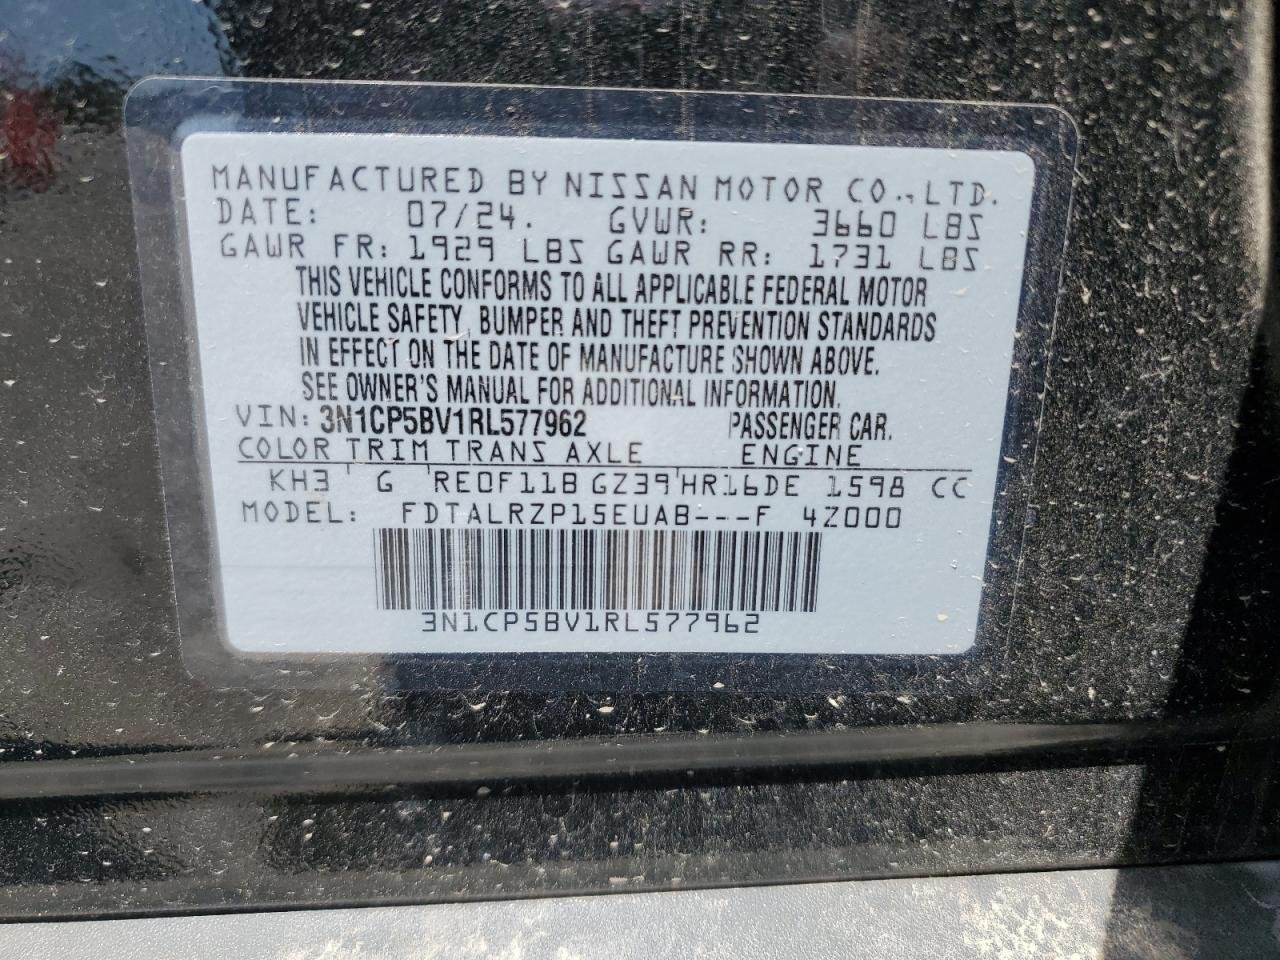 MANUFACTURED BY NISSAN MOTOR CO., LTD.
DATE: 07/24. GVWR: 3660 LBS
GAWR FR: 1929 LBS GAWR RR: 1731 LBS
THIS VEHICLE CONFORMS TO ALL APPLICABLE FEDERAL MOTOR
VEHICLE SAFETY, BUMPER AND THEFT PREVENTION STANDARDS
IN EFFECT ON THE DATE OF MANUFACTURE SHOWN ABOVE.
SEE OWNER'S MANUAL FOR ADDITIONAL INFORMATION.
VIN: 3N1CP5BV1RL577962 PASSENGER CAR.
COLOR TRIM TRANS AXLE ENGINE
KH3 ' G ' RE0F11B GZ39 ' HR16DE 1598 CC
MODEL: FDTALRZP15EUAB---F 4Z000
3N1CP5BV1RL577962